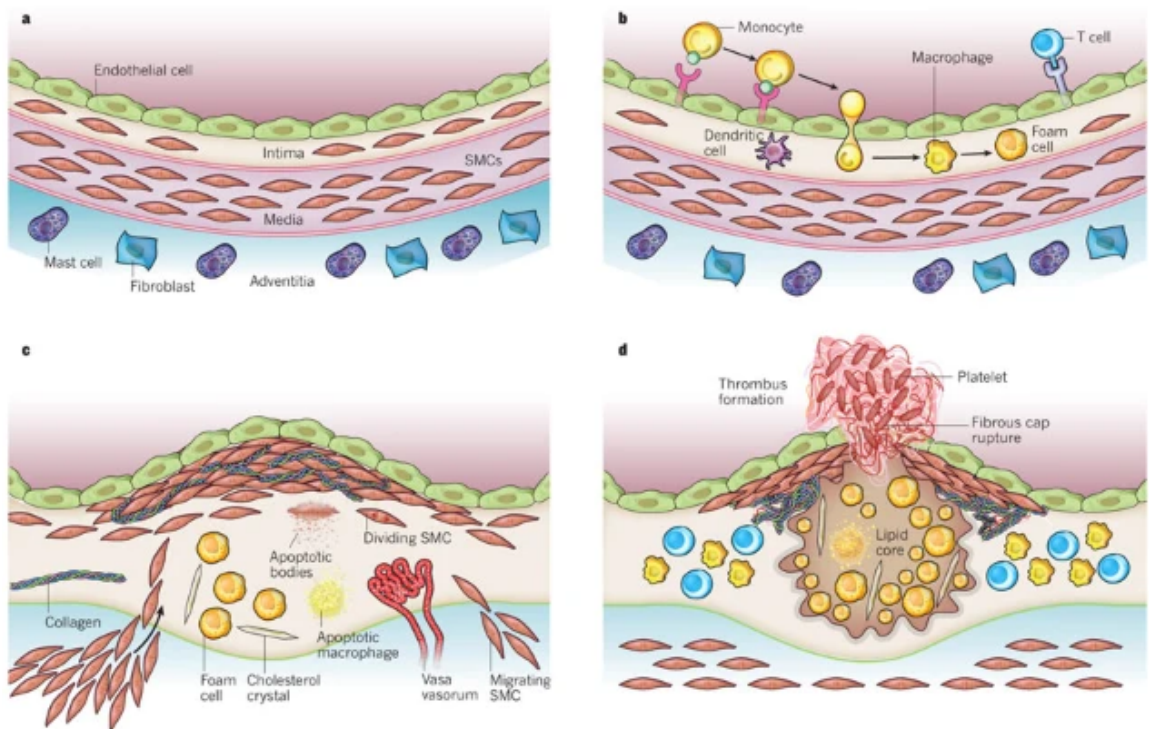 a
Endothelial cell
Intima
SMCs
Media
Mast cell
Fibroblast
Adventitia
b
Monocyte
T cell
Macrophage
Dendritic
cell
Foam
cell
c
Dividing SMC
Apoptotic
bodies
Collagen
Apoptotic
macrophage
Foam
cell
Cholesterol
crystal
Vasa
vasorum
Migrating
SMC
d
Thrombus
formation
Platelet
Fibrous cap
rupture
Lipid
core